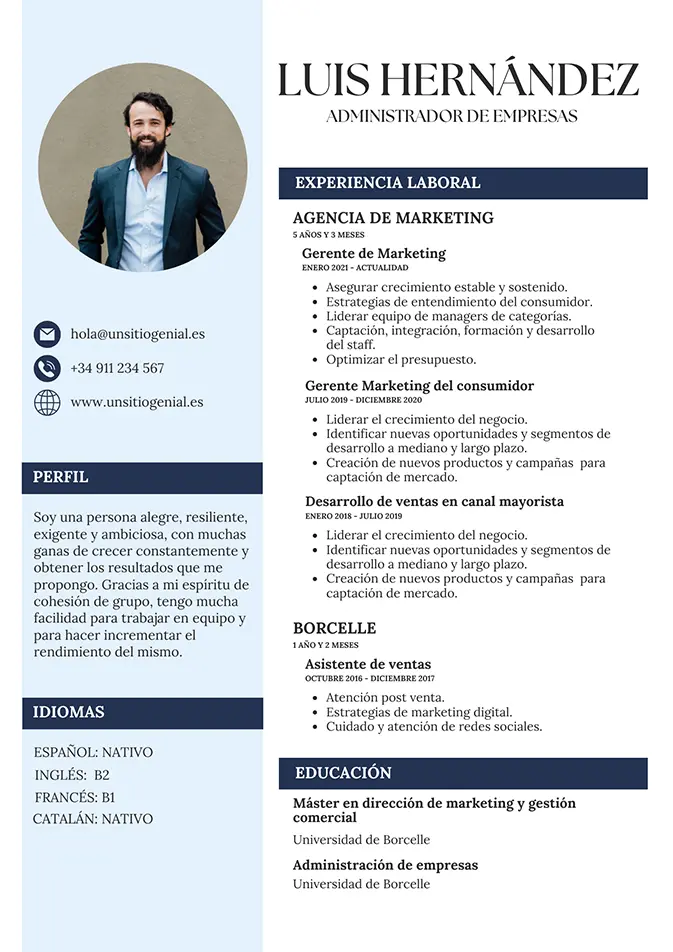 LUIS HERNÁNDEZ
ADMINISTRADOR DE EMPRESAS
hola@unsitiogenial.es
+34 911 234 567
www.unsitiogenial.es
PERFIL
Soy una persona alegre, resiliente,
exigente y ambiciosa, con muchas
ganas de crecer constantemente y
obtener los resultados que me
propongo. Gracias a mi espíritu de
cohesión de grupo, tengo mucha
facilidad para trabajar en equipo y
para hacer incrementar el
rendimiento del mismo.
IDIOMAS
ESPAÑOL: NATIVO
INGLÉS: B2
FRANCÉS: B1
CATALÁN: NATIVO
EXPERIENCIA LABORAL
AGENCIA DE MARKETING
5 AÑOS Y 3 MESES
Gerente de Marketing
ENERO 2021 - ACTUALIDAD
• Asegurar crecimiento estable y sostenido.
• Estrategias de entendimiento del consumidor.
• Liderar equipo de managers de categorías.
• Captación, integración, formación y desarrollo
del staff.
• Optimizar el presupuesto.
Gerente Marketing del consumidor
JULIO 2019 - DICIEMBRE 2020
• Liderar el crecimiento del negocio.
• Identificar nuevas oportunidades y segmentos de
desarrollo a mediano y largo plazo.
• Creación de nuevos productos y campañas para
captación de mercado.
Desarrollo de ventas en canal mayorista
ENERO 2018 - JULIO 2019
• Liderar el crecimiento del negocio.
• Identificar nuevas oportunidades y segmentos de
desarrollo a mediano y largo plazo.
• Creación de nuevos productos y campañas para
captación de mercado.
BORCELLE
1 AÑO Y 2 MESES
Asistente de ventas
OCTUBRE 2016 - DICIEMBRE 2017
• Atención post venta.
• Estrategias de marketing digital.
• Cuidado y atención de redes sociales.
EDUCACIÓN
Máster en dirección de marketing y gestión
comercial
Universidad de Borcelle
Administración de empresas
Universidad de Borcelle